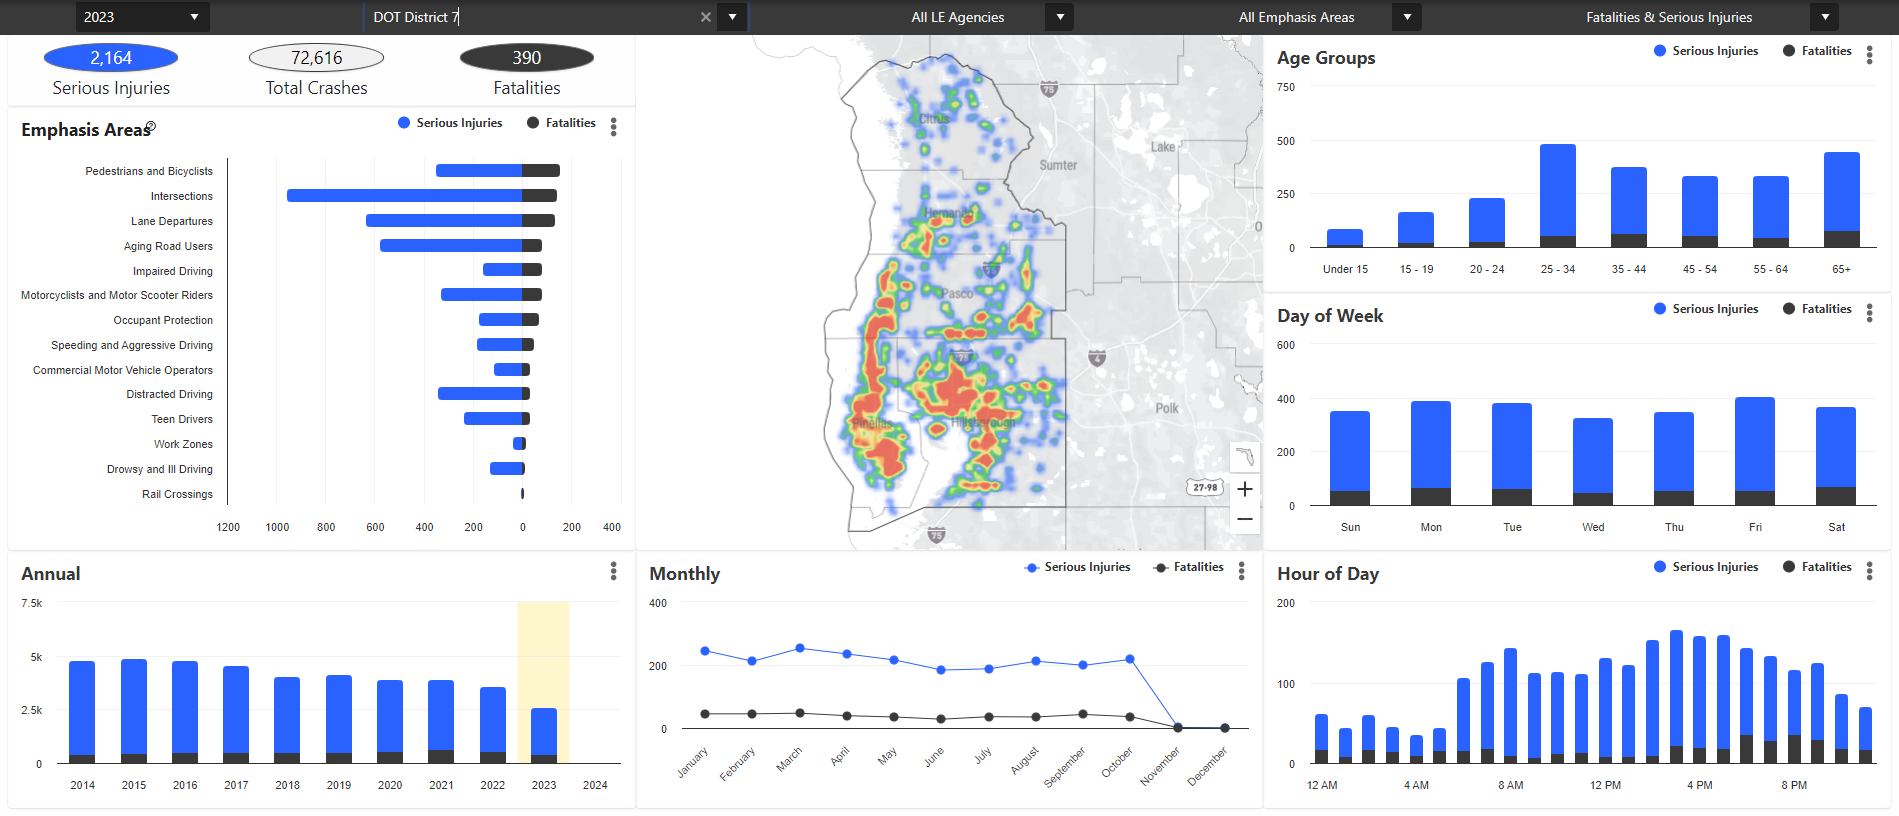 2023
DOT District 7
All LE Agencies
All Emphasis Areas
Fatalities & Serious Injuries
2,164
Serious Injuries
72,616
Total Crashes
390
Fatalities
Emphasis Areas?
Serious Injuries
Fatalities
Pedestrians and Bicyclists
Intersections
Lane Departures
Aging Road Users
Impaired Driving
Motorcyclists and Motor Scooter Riders
Occupant Protection
Speeding and Aggressive Driving
Commercial Motor Vehicle Operators
Distracted Driving
Teen Drivers
Work Zones
Drowsy and Ill Driving
Rail Crossings
1200 1000 800 600 400 200 0 200 400
75
Citrus
Lake
Sumter
Hernando
75
Pasco
75
4
Polk
Pinellas
Hillsborough
27-98
+
−
75
Age Groups
Serious Injuries
Fatalities
750
500
250
0
Under 15 15 - 19 20 - 24 25 - 34 35 - 44 45 - 54 55 - 64 65+
Day of Week
Serious Injuries
Fatalities
600
400
200
0
Sun Mon Tue Wed Thu Fri Sat
Annual
7.5k
5k
2.5k
0
2014 2015 2016 2017 2018 2019 2020 2021 2022 2023 2024
Monthly
Serious Injuries
Fatalities
400
200
0
January February March April May June July August September October November December
Hour of Day
Serious Injuries
Fatalities
200
100
0
12 AM 4 AM 8 AM 12 PM 4 PM 8 PM